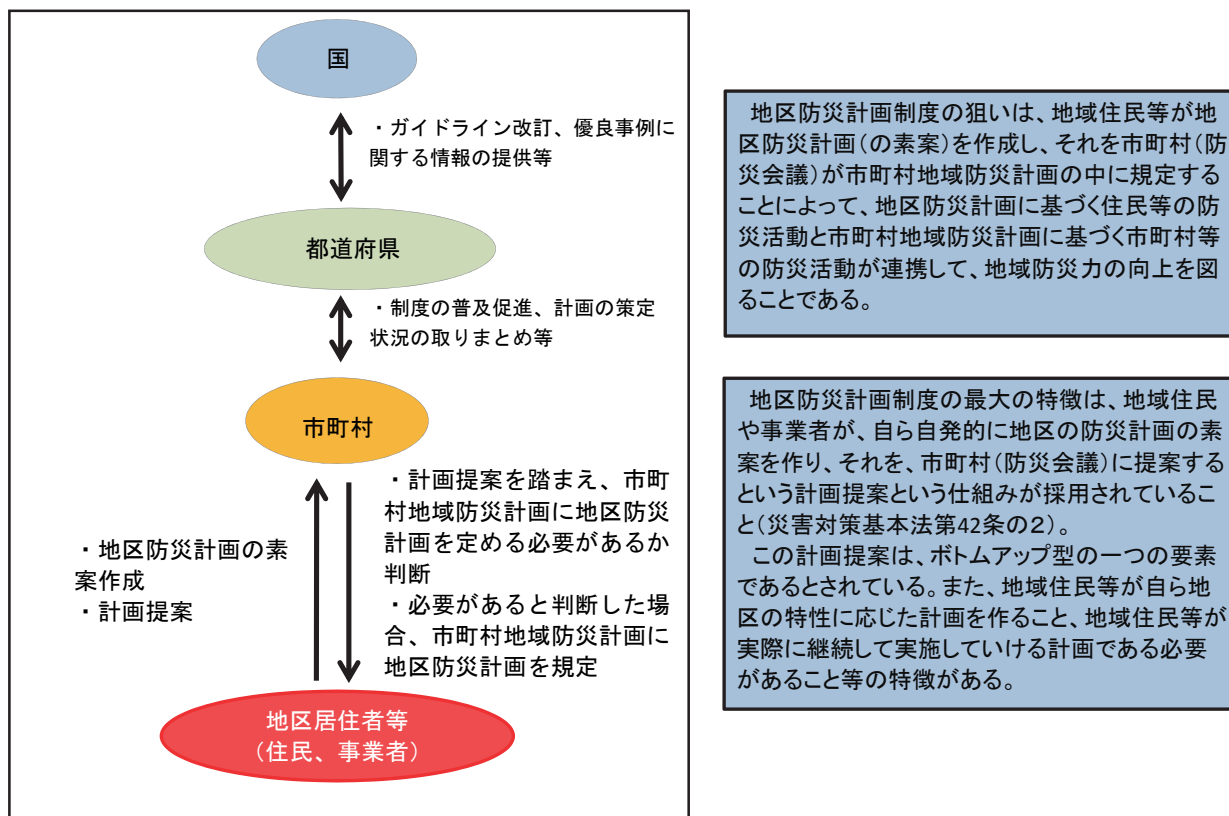 国
・ガイドライン改訂、優良事例に
関する情報の提供等
都道府県
・制度の普及促進、計画の策定
状況の取りまとめ等
市町村
・地区防災計画の素
案作成
・計画提案
・計画提案を踏まえ、市町
村地域防災計画に地区防災
計画を定める必要があるか
判断
・必要があると判断した場
合、市町村地域防災計画に
地区防災計画を規定
地区居住者等
（住民、事業者）
地区防災計画制度の狙いは、地域住民等が地
区防災計画（の素案）を作成し、それを市町村（防
災会議）が市町村地域防災計画の中に規定する
ことによって、地区防災計画に基づく住民等の防
災活動と市町村地域防災計画に基づく市町村等
の防災活動が連携して、地域防災力の向上を図
ることである。
地区防災計画制度の最大の特徴は、地域住民
や事業者が、自ら自発的に地区の防災計画の素
案を作り、それを、市町村（防災会議）に提案する
という計画提案という仕組みが採用されているこ
と（災害対策基本法第42条の２）。
この計画提案は、ボトムアップ型の一つの要素
であるとされている。また、地域住民等が自ら地
区の特性に応じた計画を作ること、地域住民等が
実際に継続して実施していける計画である必要
があること等の特徴がある。